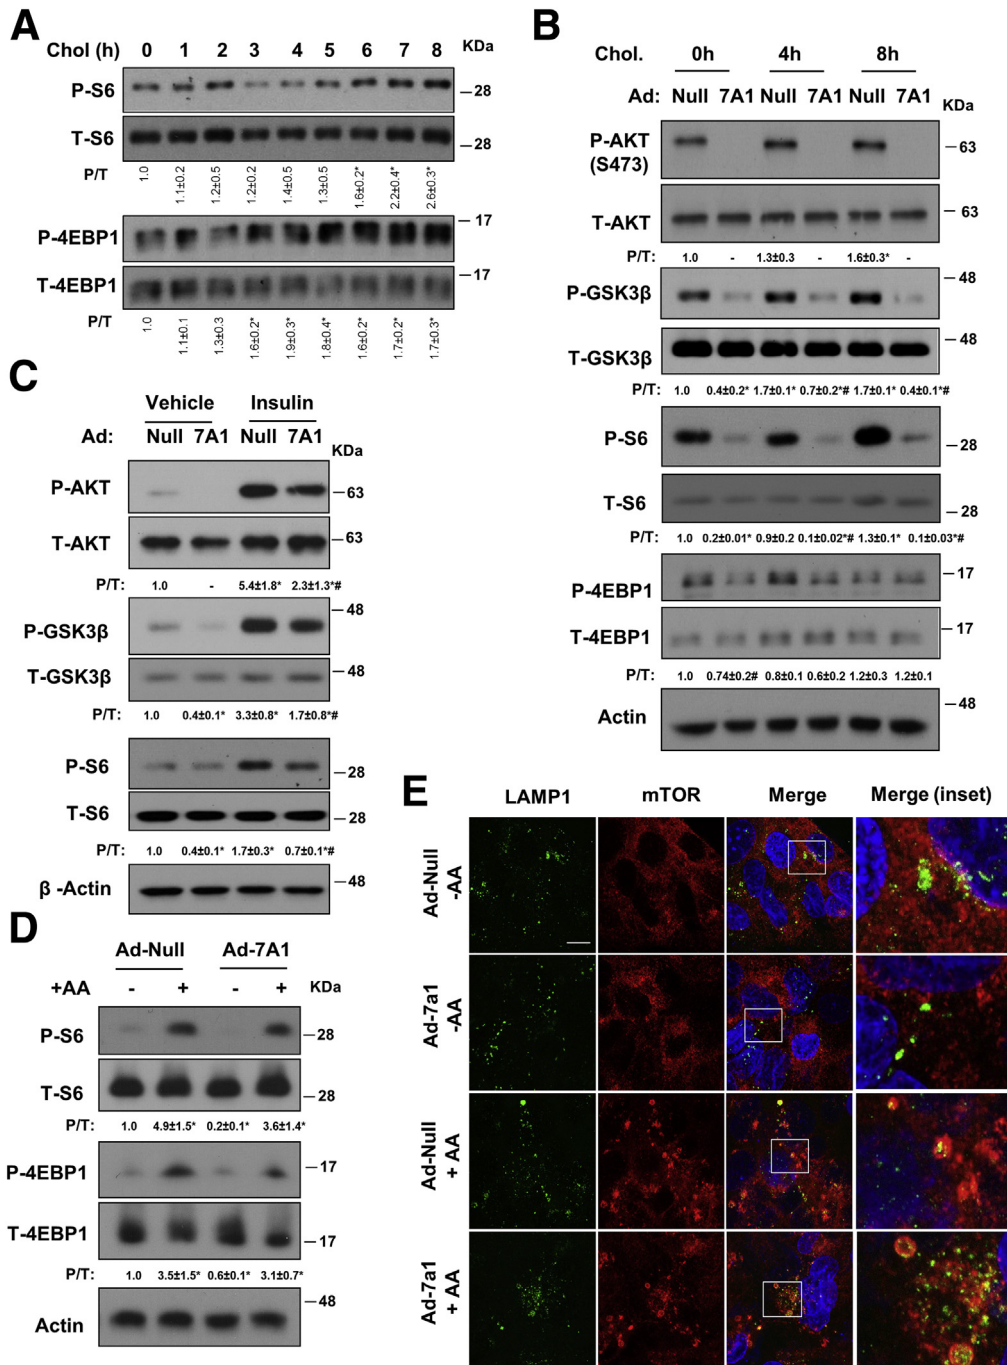 A
Chol (h) 0 1 2 3 4 5 6 7 8 KDa
P-S6
28
T-S6
28
P/T 1.0 1.1±0.2 1.2±0.5 1.2±0.2 1.4±0.5 1.3±0.5 1.6±0.2* 2.2±0.4* 2.6±0.3*
17
P-4EBP1
17
T-4EBP1
P/T 1.0 1.1±0.1 1.3±0.3 1.6±0.2* 1.9±0.3* 1.8±0.4* 1.6±0.2* 1.7±0.2* 1.7±0.3*
B
Chol. 0h 4h 8h
Ad: Null 7A1 Null 7A1 Null 7A1 KDa
P-AKT
(S473)
63
T-AKT
63
P/T: 1.0 - 1.3±0.3 - 1.6±0.3* -
48
P-GSK3β
48
T-GSK3β
P/T: 1.0 0.4±0.2* 1.7±0.1* 0.7±0.2*# 1.7±0.1* 0.4±0.1*#
P-S6
28
T-S6
28
P/T: 1.0 0.2±0.01* 0.9±0.2 0.1±0.02*# 1.3±0.1* 0.1±0.03*#
17
P-4EBP1
17
T-4EBP1
P/T: 1.0 0.74±0.2# 0.8±0.1 0.6±0.2 1.2±0.3 1.2±0.1
48
Actin
C
Vehicle Insulin
Ad: Null 7A1 Null 7A1
KDa
P-AKT
63
T-AKT
63
P/T: 1.0 - 5.4±1.8* 2.3±1.3*#
48
P-GSK3β
T-GSK3β
48
P/T: 1.0 0.4±0.1* 3.3±0.8* 1.7±0.8*#
P-S6
28
T-S6
28
P/T: 1.0 0.4±0.1* 1.7±0.3* 0.7±0.1*#
β -Actin
48
D
Ad-Null Ad-7A1
+AA - + - + KDa
P-S6
28
T-S6
28
P/T: 1.0 4.9±1.5* 0.2±0.1* 3.6±1.4*
P-4EBP1
17
T-4EBP1
17
P/T: 1.0 3.5±1.5* 0.6±0.1* 3.1±0.7*
48
Actin
E
LAMP1 mTOR Merge Merge (inset)
Ad-Null
-AA
Ad-7a1
-AA
Ad-Null
+ AA
Ad-7a1
+ AA